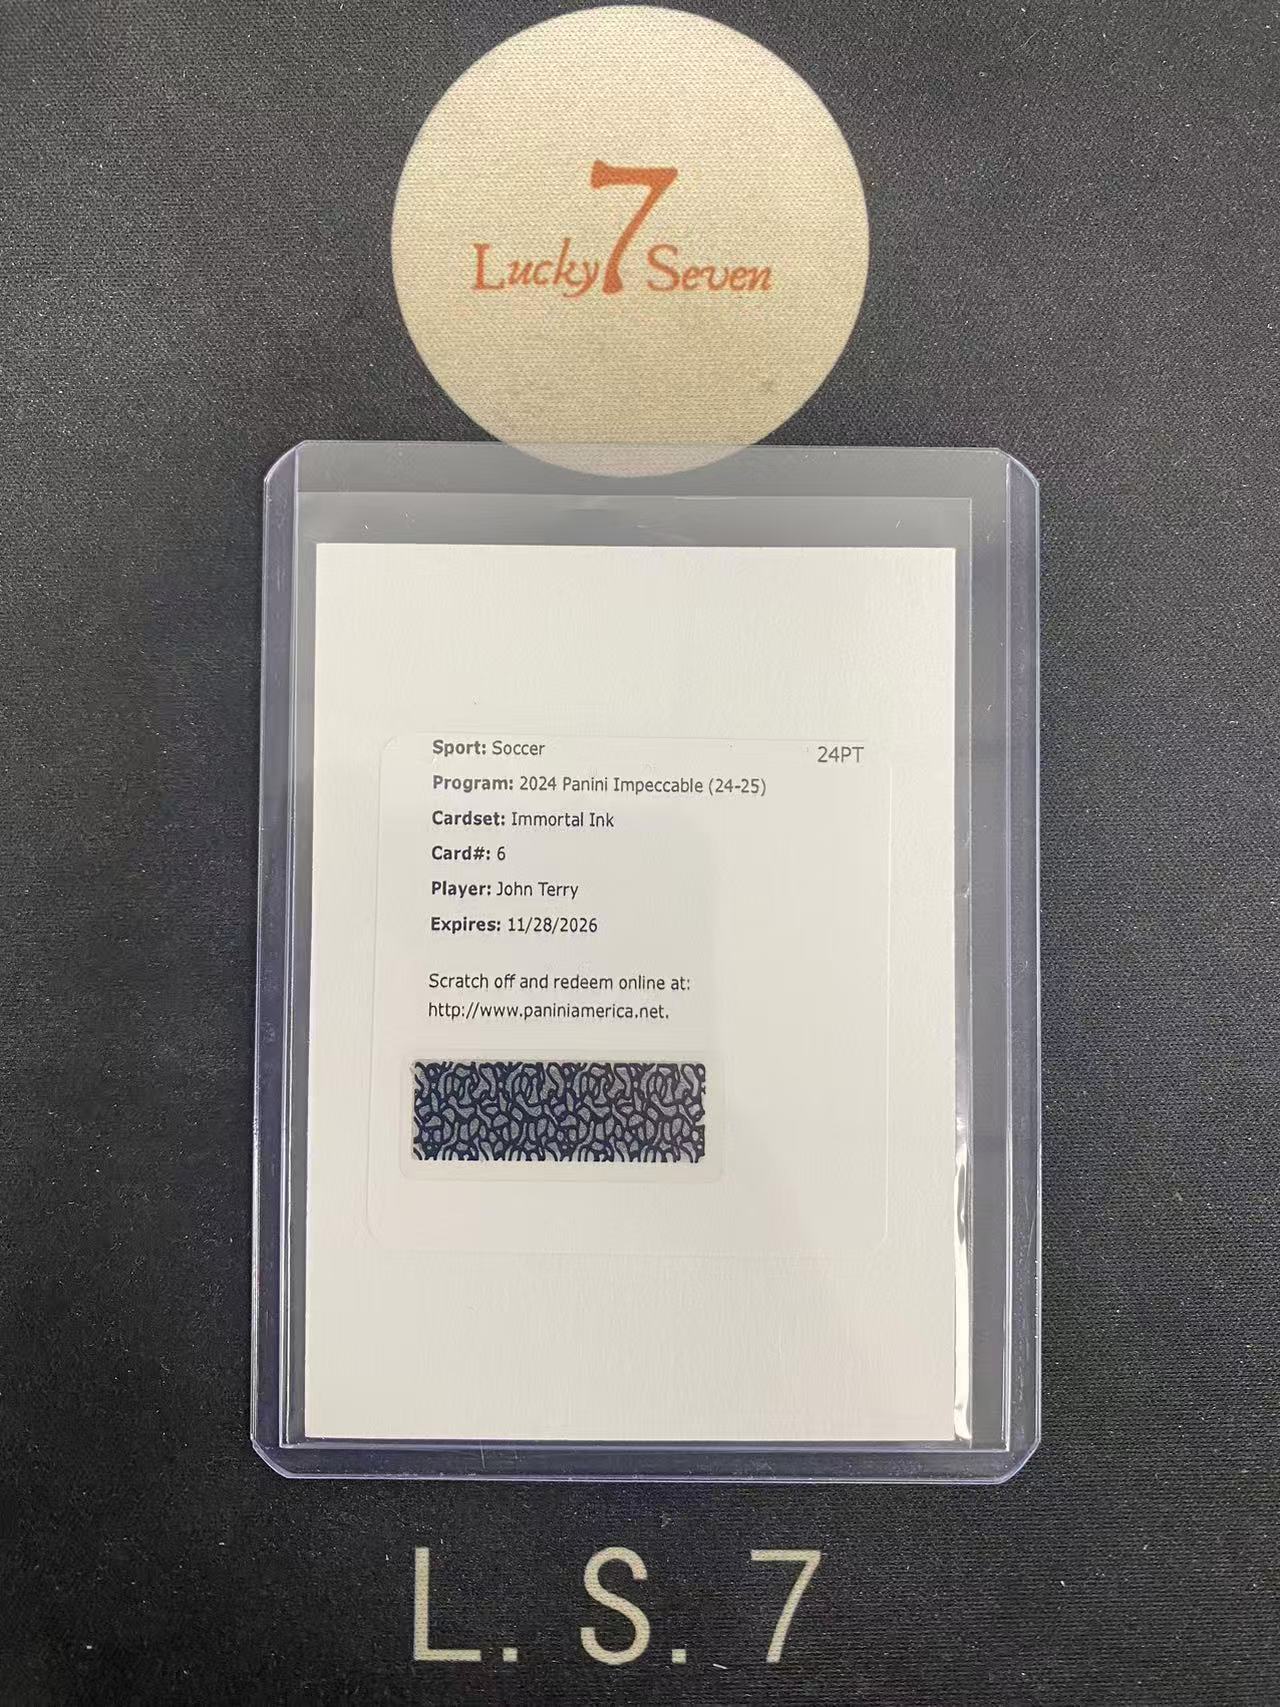 Lucky 7 Seven
Sport: Soccer 24PT
Program: 2024 Panini Impeccable (24-25)
Cardset: Immortal Ink
Card#: 6
Player: John Terry
Expires: 11/28/2026
Scratch off and redeem online at:
http://www.paniniamerica.net.
L.S.7